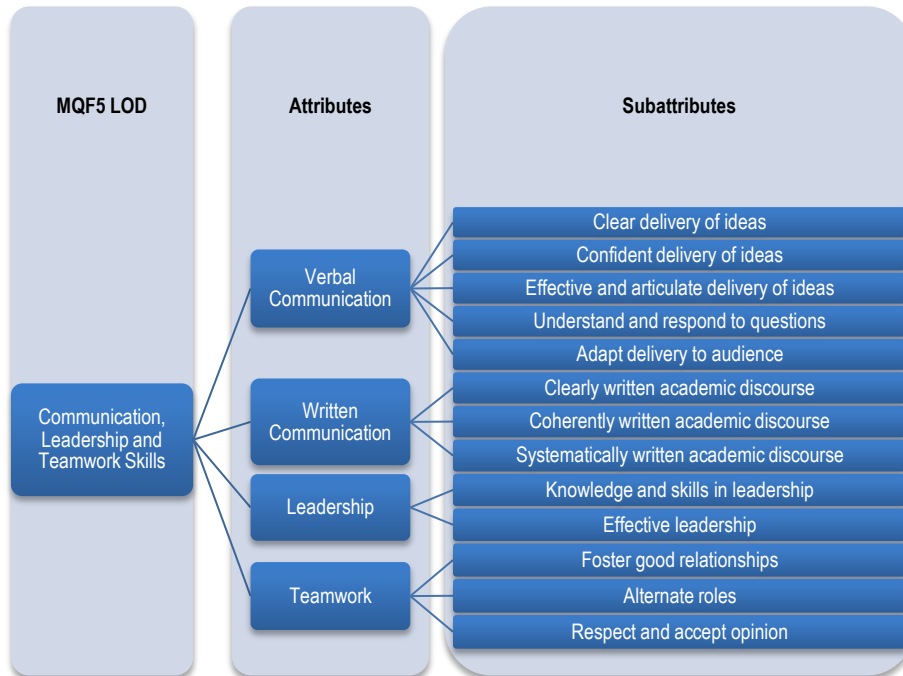 MQF5 LOD
Attributes
Subattributes
Communication,
Leadership and
Teamwork Skills
Verbal
Communication
Clear delivery of ideas
Confident delivery of ideas
Effective and articulate delivery of ideas
Understand and respond to questions
Adapt delivery to audience
Written
Communication
Clearly written academic discourse
Coherently written academic discourse
Systematically written academic discourse
Leadership
Knowledge and skills in leadership
Effective leadership
Teamwork
Foster good relationships
Alternate roles
Respect and accept opinion